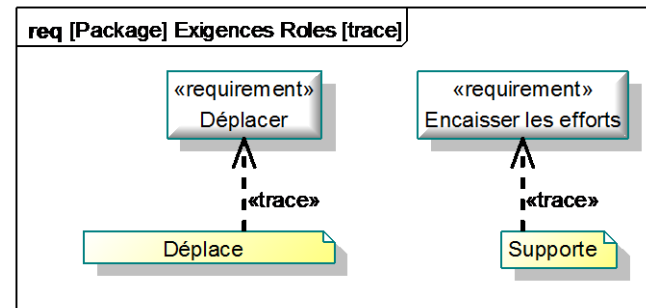 req [Package] Exigences Roles [trace]
«requirement»
Déplacer
«requirement»
Encaisser les efforts
«trace»
«trace»
Déplace
Supporte